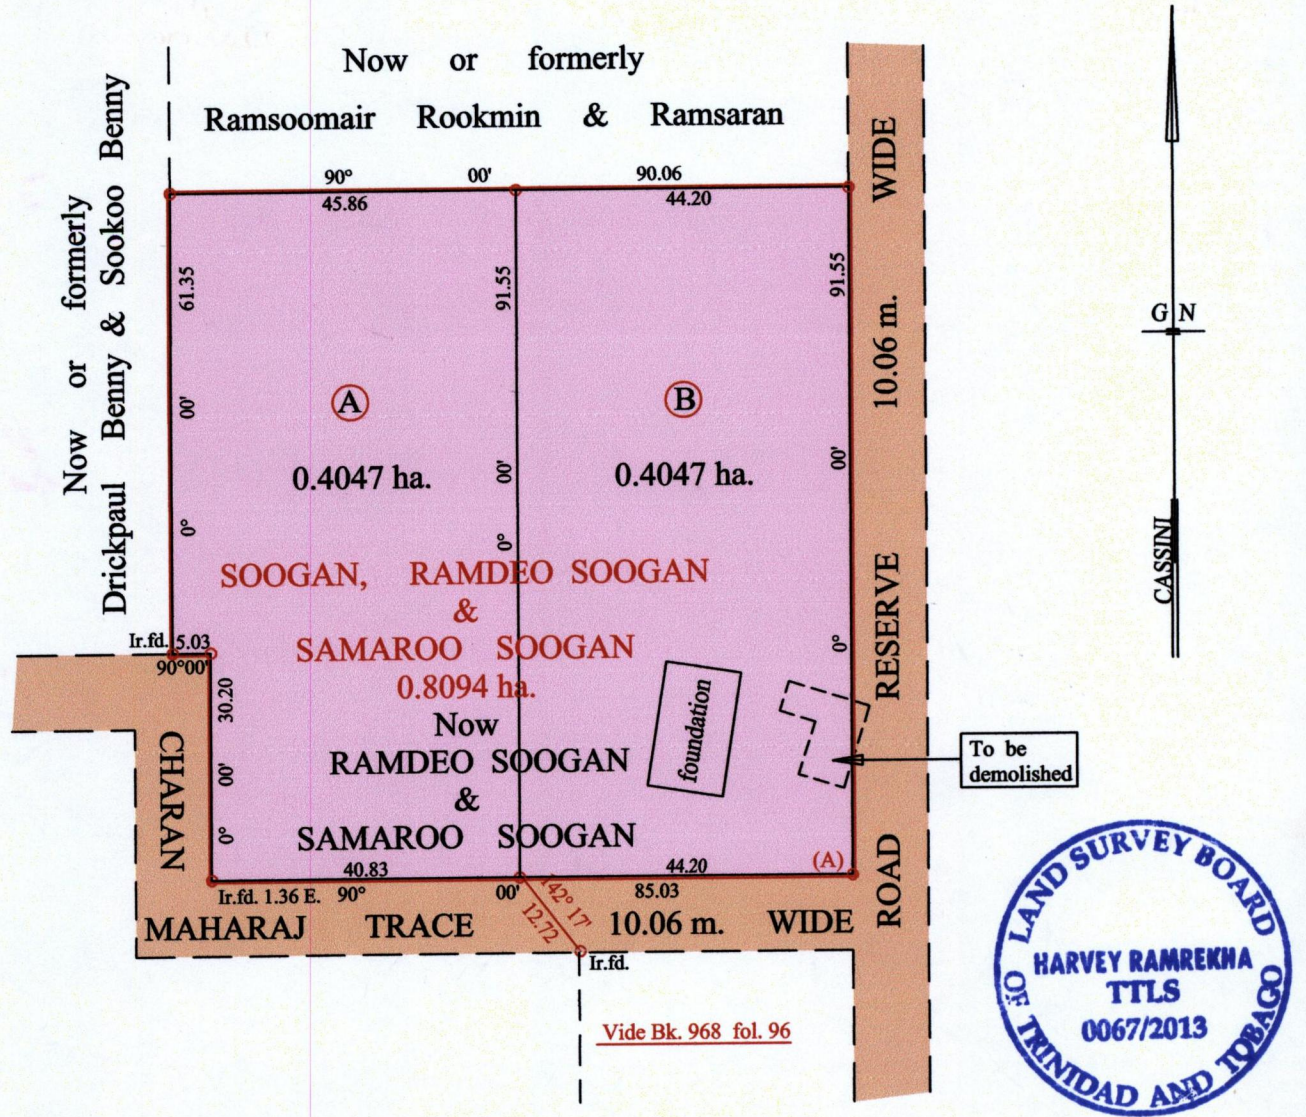 Now or formerly
Ramsoomair Rookmin & Ramsaran
Now or formerly
Drickpaul Benny & Sookoo Benny
90° 00' 90.06
45.86
44.20
61.35
00'
0°
91.55
00'
0°
91.55
00'
0°
A
0.4047 ha.
B
0.4047 ha.
SOOGAN, RAMDEO SOOGAN
&
SAMAROO SOOGAN
0.8094 ha.
Now
RAMDEO SOOGAN
&
SAMAROO SOOGAN
foundation
To be
demolished
Ir.fd. 5.03
90°00'
30.20
00'
0°
40.83
44.20
(A)
Ir.fd. 1.36 E. 90° 00' 85.03
142° 17'
12.72
Ir.fd.
CHARAN
MAHARAJ TRACE 10.06 m. WIDE
ROAD RESERVE 10.06 m. WIDE
Vide Bk. 968 fol. 96
G N
CASSINI
LAND SURVEY BOARD
OF TRINIDAD AND TOBAGO
HARVEY RAMREKHA
TTLS
0067/2013